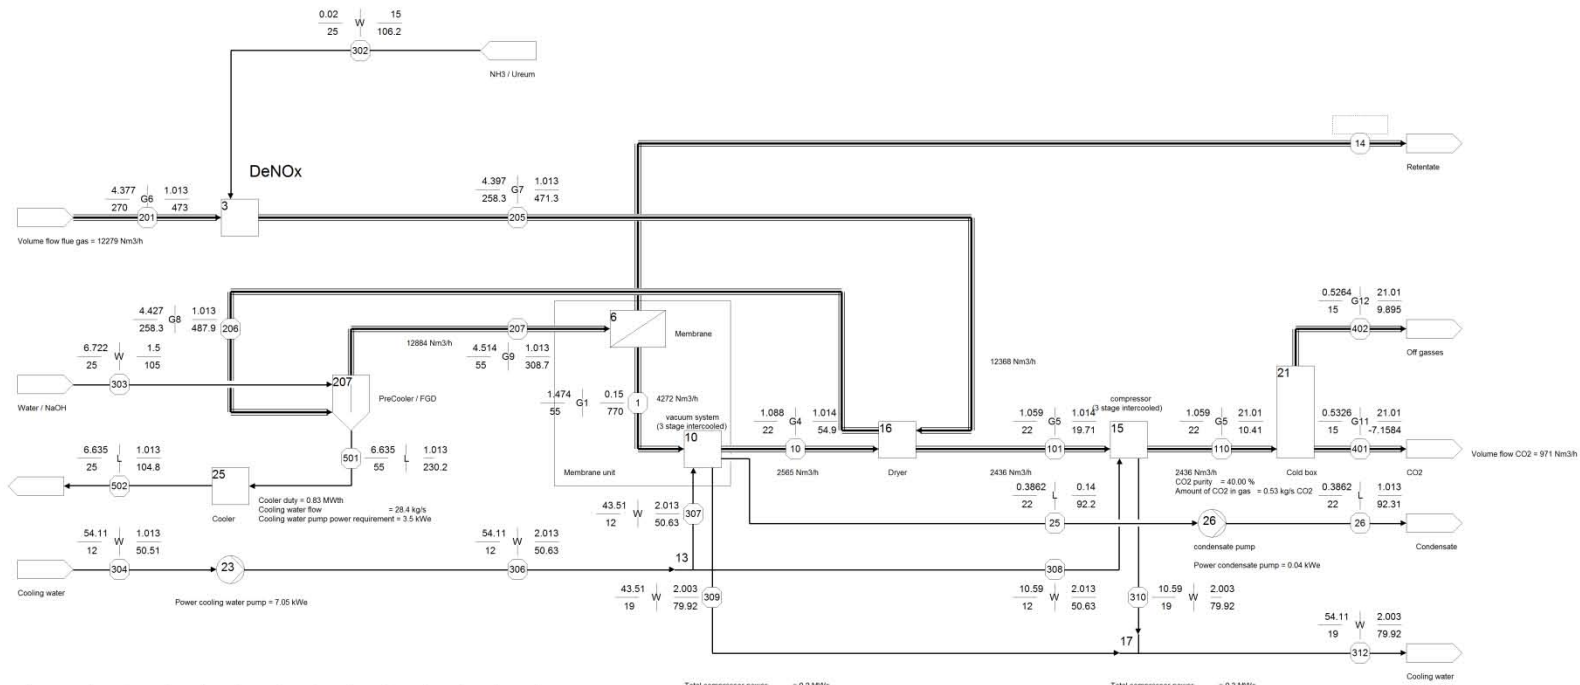 0.02 W 15
25 106.2
302
NH3 / Ureum
14
Retentate
DeNOx
4.377 G6 1.013
270 473
201
3
4.397 G7 1.013
258.3 471.3
205
Volume flow flue gas = 12279 Nm3/h
4.427 G8 1.013
258.3 487.9
206
6
Membrane
207
12884 Nm3/h
4.514 G9 1.013
55 308.7
12368 Nm3/h
0.5264 G12 21.01
15 9.895
402
Off gasses
6.722 W 1.5
25 105
303
Water / NaOH
207
PreCooler / FGD
1.474 G1 0.15
55 770
1
4272 Nm3/h
vacuum system
(3 stage intercooled)
10
Membrane unit
1.088 G4 1.014
22 54.9
10
2565 Nm3/h
16
Dryer
1.059 G5 1.014
22 19.71
101
2436 Nm3/h
compressor
(3 stage intercooled)
15
1.059 G5 21.01
22 10.41
110
2436 Nm3/h
CO2 purity = 40.00 %
Amount of CO2 in gas = 0.53 kg/s CO2
21
Cold box
0.5326 G11 21.01
15 -7.1584
401
CO2
Volume flow CO2 = 971 Nm3/h
6.635 L 1.013
25 104.8
502
25
Cooler
501
6.635 L 1.013
55 230.2
Cooler duty = 0.83 MWth
Cooling water flow = 28.4 kg/s
Cooling water pump power requirement = 3.5 kWe
43.51 W 2.013
12 50.63
307
0.3862 L 0.14
22 92.2
25
26
condensate pump
Power condensate pump = 0.04 kWe
0.3862 L 1.013
22 92.31
26
Condensate
54.11 W 1.013
12 50.51
304
Cooling water
23
Power cooling water pump = 7.05 kWe
54.11 W 2.013
12 50.63
306
13
308
10.59 W 2.013
12 50.63
43.51 W 2.003
19 79.92
309
310
10.59 W 2.003
19 79.92
17
54.11 W 2.003
19 79.92
312
Cooling water